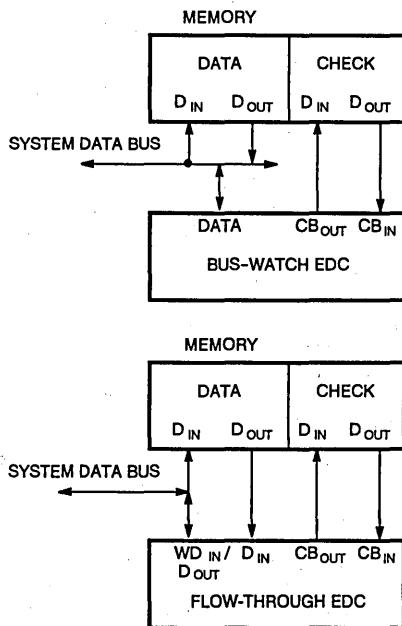 MEMORY
DATA CHECK
D IN D OUT D IN D OUT
SYSTEM DATA BUS
DATA CB OUT CB IN
BUS-WATCH EDC
MEMORY
DATA CHECK
D IN D OUT D IN D OUT
SYSTEM DATA BUS
WD IN / D IN CB OUT CB IN
D OUT
FLOW-THROUGH EDC